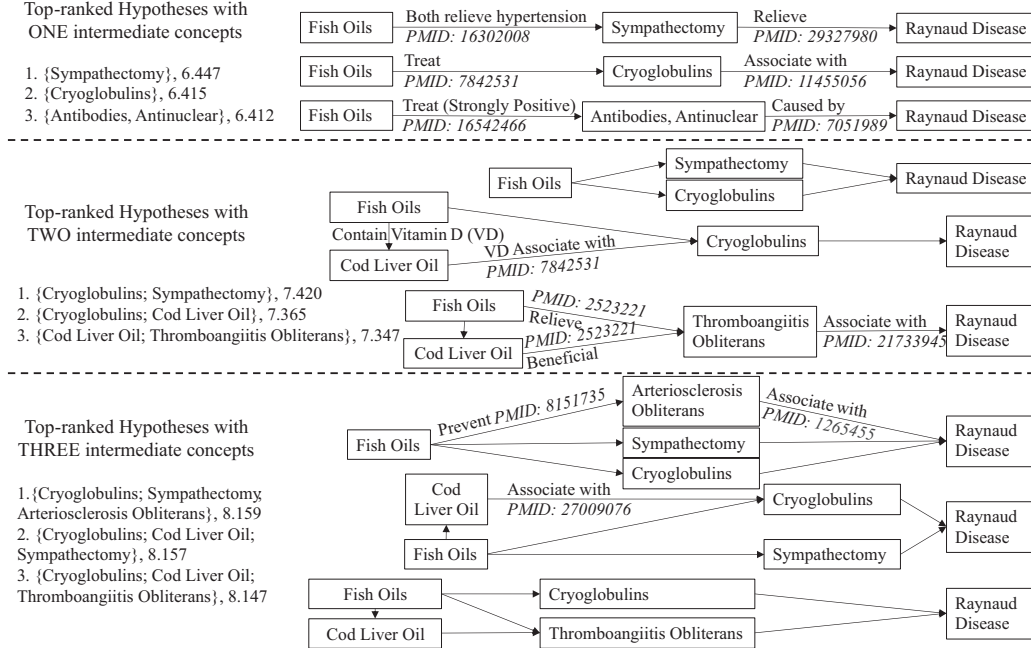 Top-ranked Hypotheses with
ONE intermediate concepts
1. {Sympathectomy}, 6.447
2. {Cryoglobulins}, 6.415
3. {Antibodies, Antinuclear}, 6.412
Fish Oils
Both relieve hypertension
PMID: 16302008
Sympathectomy
Relieve
PMID: 29327980
Raynaud Disease
Fish Oils
Treat
PMID: 7842531
Cryoglobulins
Associate with
PMID: 11455056
Raynaud Disease
Fish Oils
Treat (Strongly Positive)
PMID: 16542466
Antibodies, Antinuclear
Caused by
PMID: 7051989
Raynaud Disease
Top-ranked Hypotheses with
TWO intermediate concepts
1. {Cryoglobulins; Sympathectomy}, 7.420
2. {Cryoglobulins; Cod Liver Oil}, 7.365
3. {Cod Liver Oil; Thromboangiitis Obliterans}, 7.347
Fish Oils
Sympathectomy
Cryoglobulins
Raynaud Disease
Fish Oils
Contain Vitamin D (VD)
Cod Liver Oil
VD Associate with
PMID: 7842531
Cryoglobulins
Raynaud
Disease
Fish Oils
PMID: 2523221
Relieve
Cod Liver Oil
PMID: 2523221
Beneficial
Thromboangiitis
Obliterans
Associate with
PMID: 21733945
Raynaud
Disease
Top-ranked Hypotheses with
THREE intermediate concepts
1.{Cryoglobulins; Sympathectomy;
Arteriosclerosis Obliterans}, 8.159
2. {Cryoglobulins; Cod Liver Oil;
Sympathectomy}, 8.157
3. {Cryoglobulins; Cod Liver Oil;
Thromboangiitis Obliterans}, 8.147
Fish Oils
Prevent PMID: 8151735
Arteriosclerosis
Obliterans
Sympathectomy
Cryoglobulins
Associate with
PMID: 1265455
Raynaud
Disease
Cod
Liver Oil
Associate with
PMID: 27009076
Cryoglobulins
Fish Oils
Sympathectomy
Raynaud
Disease
Fish Oils
Cryoglobulins
Cod Liver Oil
Thromboangiitis Obliterans
Raynaud
Disease